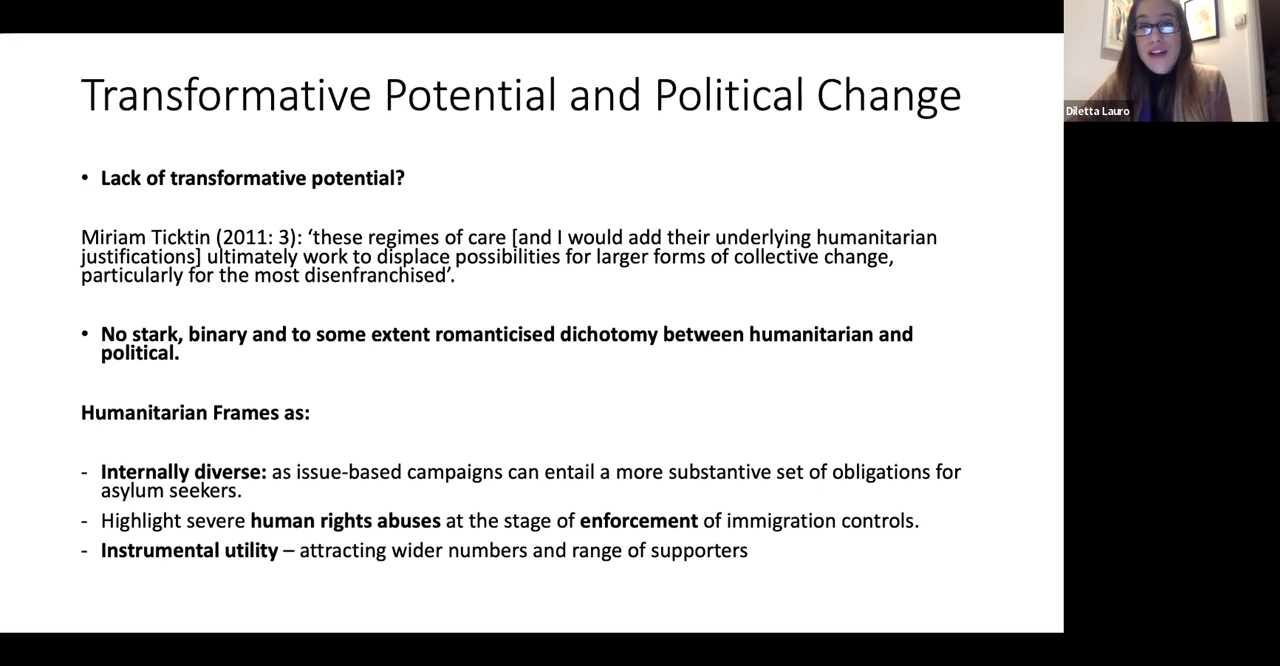 Transformative Potential and Political Change
• Lack of transformative potential?
Miriam Ticktin (2011: 3): ‘these regimes of care [and I would add their underlying humanitarian
justifications] ultimately work to displace possibilities for larger forms of collective change,
particularly for the most disenfranchised’.
• No stark, binary and to some extent romanticised dichotomy between humanitarian and
political.
Humanitarian Frames as:
- Internally diverse: as issue-based campaigns can entail a more substantive set of obligations for
asylum seekers.
- Highlight severe human rights abuses at the stage of enforcement of immigration controls.
- Instrumental utility – attracting wider numbers and range of supporters
Diletta Lauro